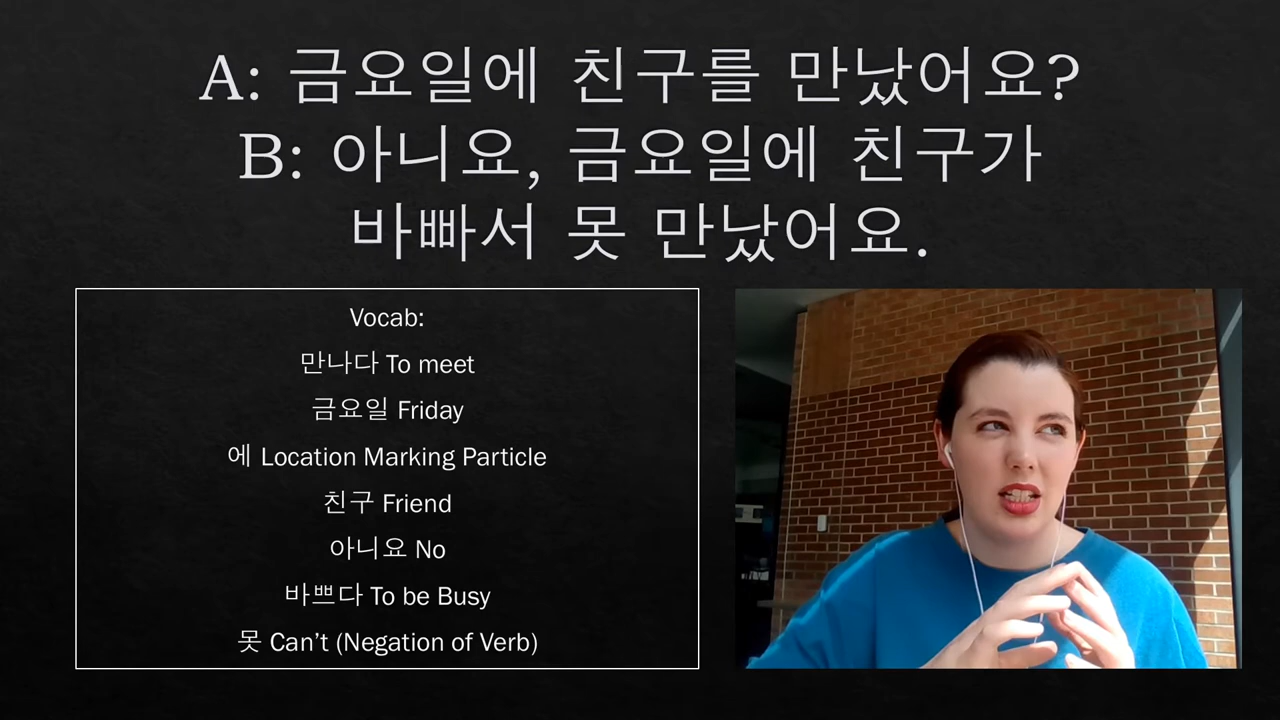 A: 금요일에 친구를 만났어요?
B: 아니요, 금요일에 친구가
바빠서 못 만났어요.
Vocab:
만나다 To meet
금요일 Friday
에 Location Marking Particle
친구 Friend
아니요 No
바쁘다 To be Busy
못 Can’t (Negation of Verb)